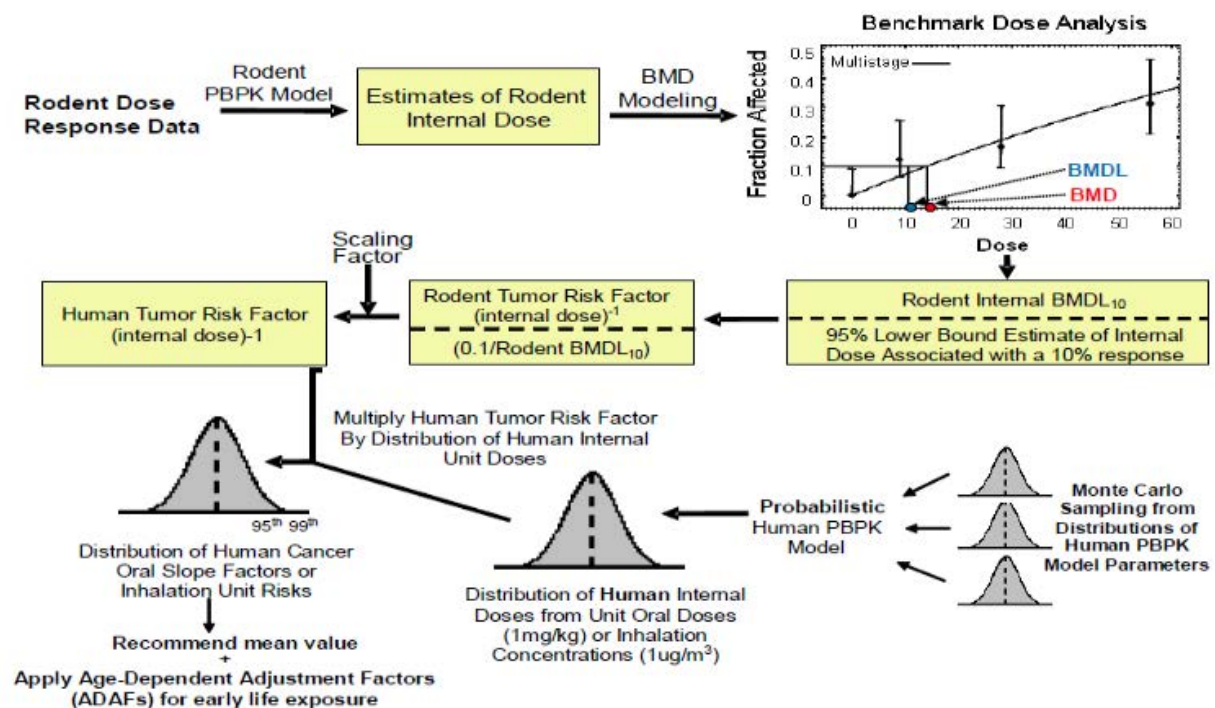 Benchmark Dose Analysis
Rodent Dose
Response Data
Rodent
PBPK Model
Estimates of Rodent
Internal Dose
BMD
Modeling
Fraction Affected
0.5
0.4
0.3
0.2
0.1
0
Multistage
BMDL
BMD
0 10 20 30 40 50 60
Dose
Rodent Internal BMDL₁₀
95% Lower Bound Estimate of Internal
Dose Associated with a 10% response
Rodent Tumor Risk Factor
(internal dose)⁻¹
(0.1/Rodent BMDL₁₀)
Scaling
Factor
Human Tumor Risk Factor
(internal dose)-1
Multiply Human Tumor Risk Factor
By Distribution of Human Internal
Unit Doses
Monte Carlo
Sampling from
Distributions of
Human PBPK
Model Parameters
Probabilistic
Human PBPK
Model
Distribution of Human Internal
Doses from Unit Oral Doses
(1mg/kg) or Inhalation
Concentrations (1ug/m³)
95ᵗʰ 99ᵗʰ
Distribution of Human Cancer
Oral Slope Factors or
Inhalation Unit Risks
Recommend mean value
+
Apply Age-Dependent Adjustment Factors
(ADAFs) for early life exposure